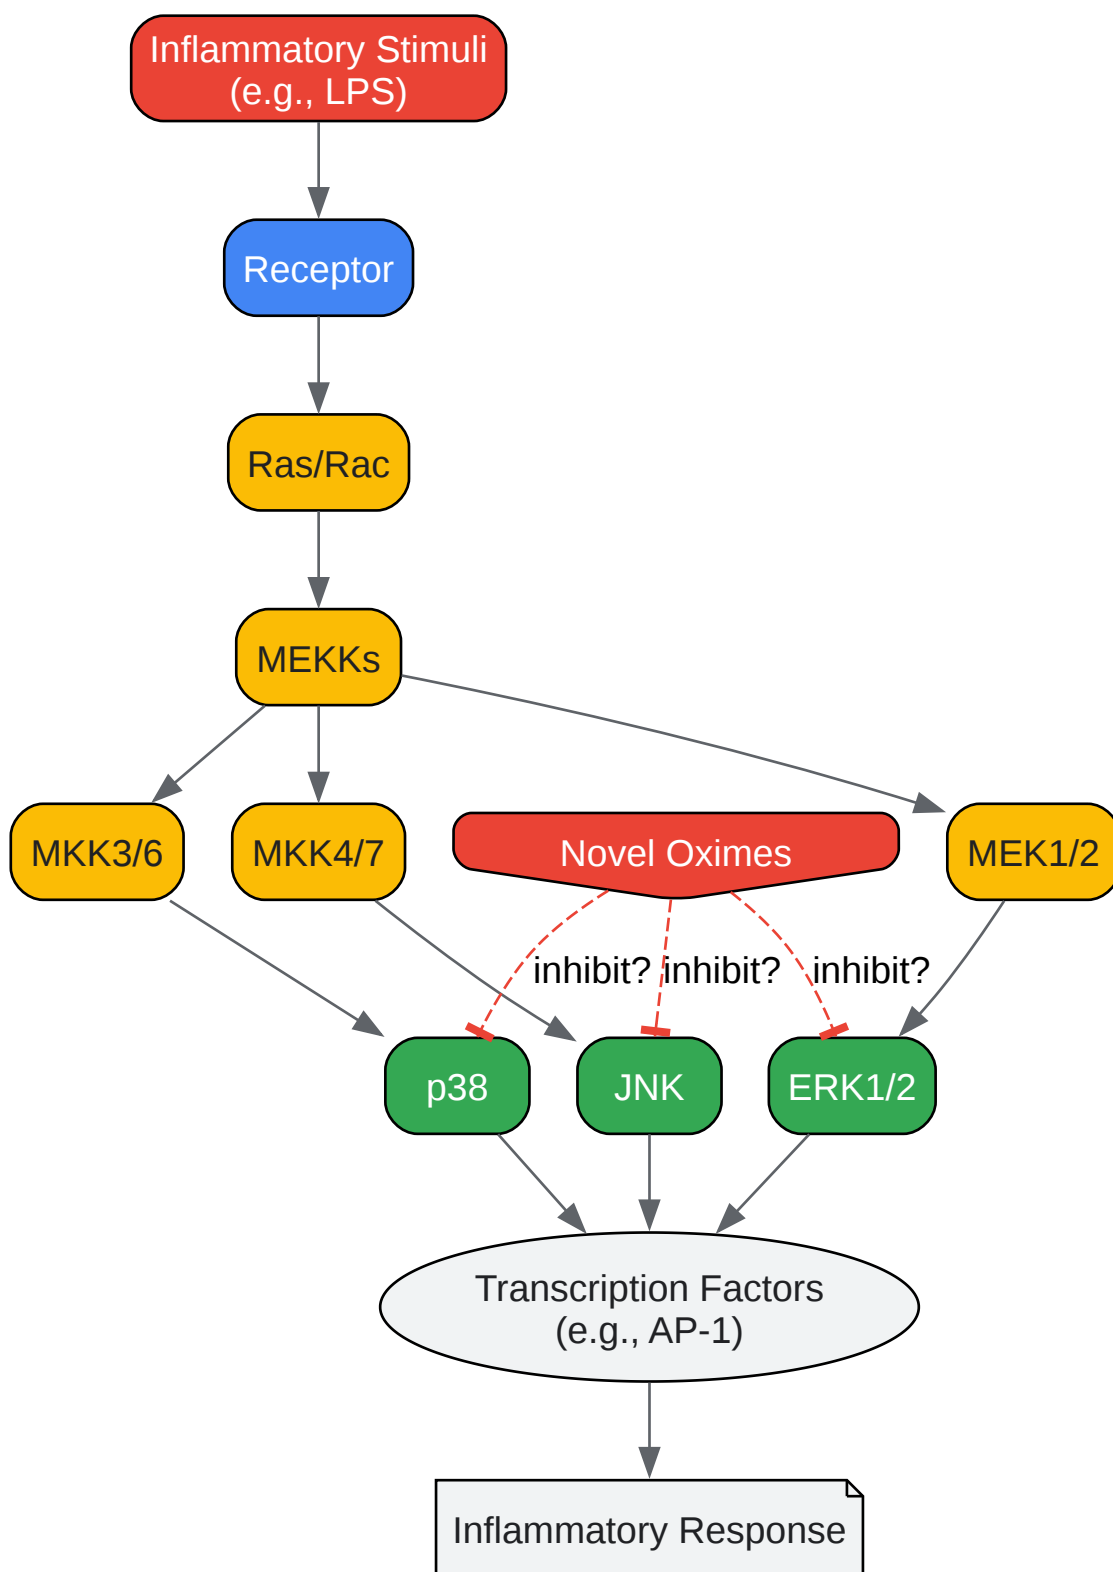 Inflammatory Stimuli
(e.g., LPS)
Receptor
Ras/Rac
MEKKs
MKK3/6
MKK4/7
Novel Oximes
MEK1/2
inhibit?
inhibit?
inhibit?
p38
JNK
ERK1/2
Transcription Factors
(e.g., AP-1)
Inflammatory Response